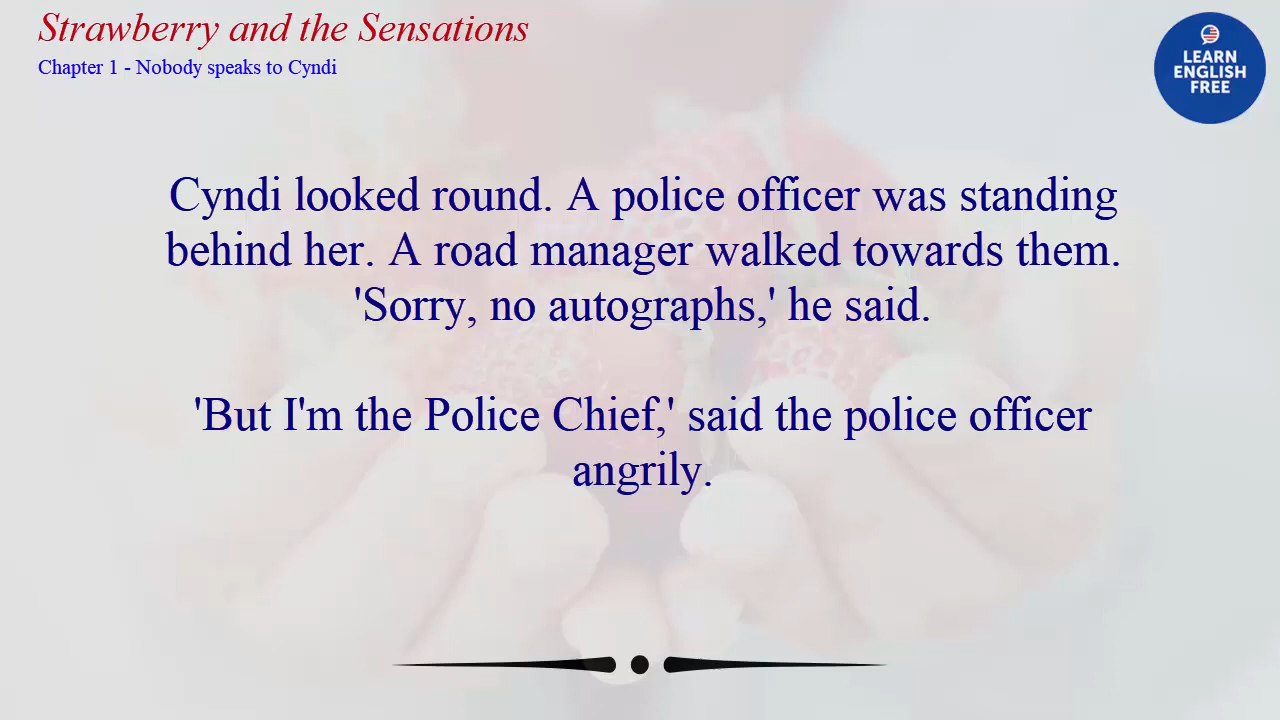 Strawberry and the Sensations
Chapter 1 - Nobody speaks to Cyndi
LEARN
ENGLISH
FREE
Cyndi looked round. A police officer was standing
behind her. A road manager walked towards them.
'Sorry, no autographs,' he said.
'But I'm the Police Chief,' said the police officer
angrily.